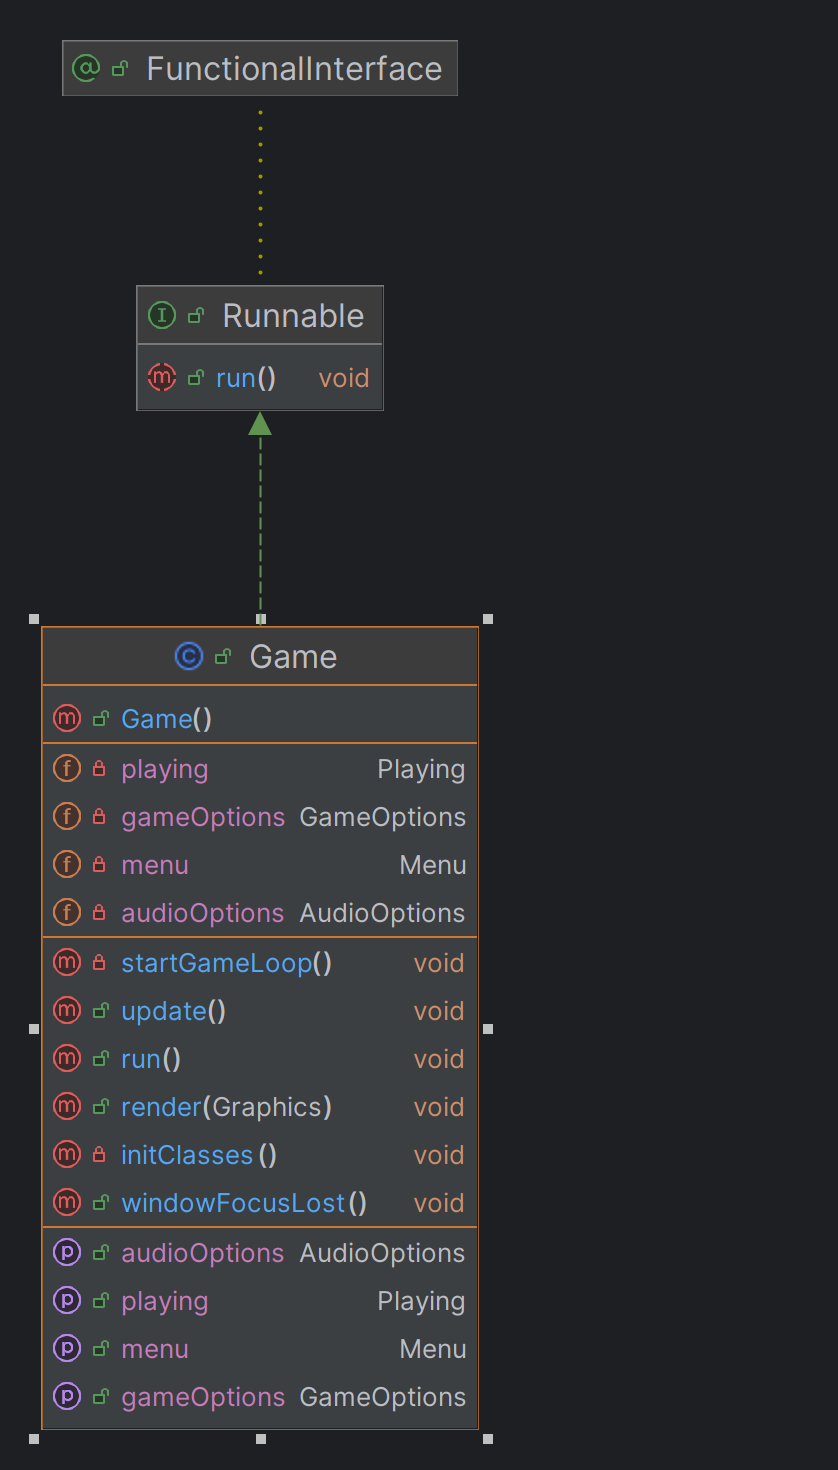 @ FunctionalInterface
I Runnable
m run() void
C Game
m Game()
f playing Playing
f gameOptions GameOptions
f menu Menu
f audioOptions AudioOptions
m startGameLoop() void
m update() void
m run() void
m render(Graphics) void
m initClasses() void
m windowFocusLost() void
p audioOptions AudioOptions
p playing Playing
p menu Menu
p gameOptions GameOptions